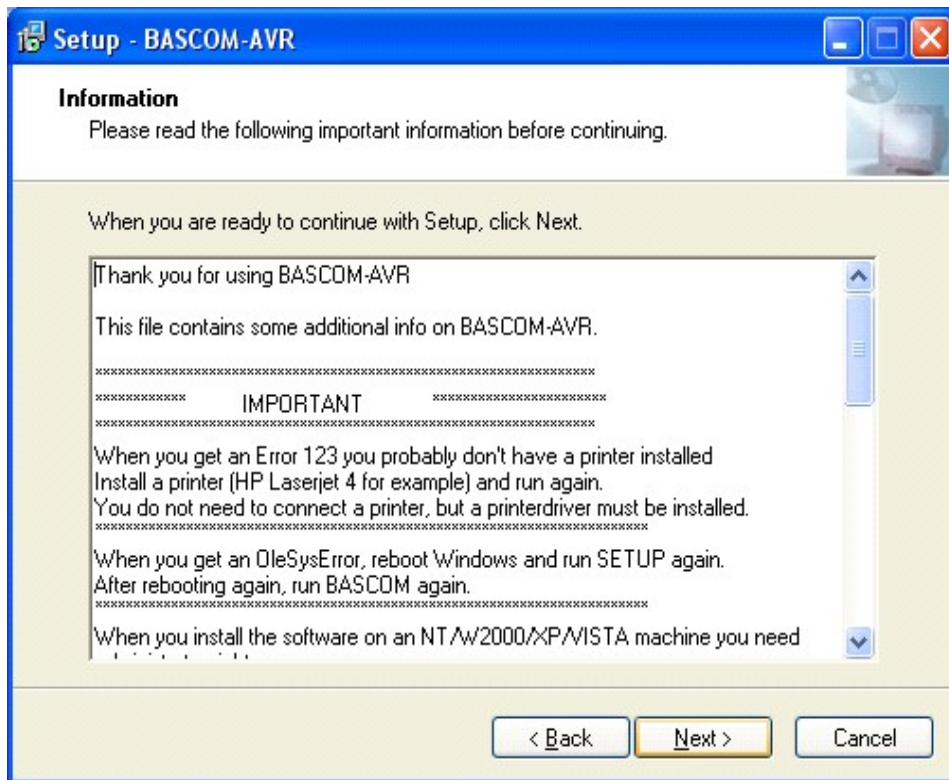 Setup - BASCOM-AVR
Information
Please read the following important information before continuing.
When you are ready to continue with Setup, click Next.
Thank you for using BASCOM-AVR
This file contains some additional info on BASCOM-AVR.
*******************************************************************
************ IMPORTANT ***********************
*******************************************************************
When you get an Error 123 you probably don't have a printer installed
Install a printer (HP Laserjet 4 for example) and run again.
You do not need to connect a printer, but a printerdriver must be installed.
**************************************************************************
When you get an OleSysError, reboot Windows and run SETUP again.
After rebooting again, run BASCOM again.
**************************************************************************
When you install the software on an NT/W2000/XP/VISTA machine you need
< Back
Next >
Cancel